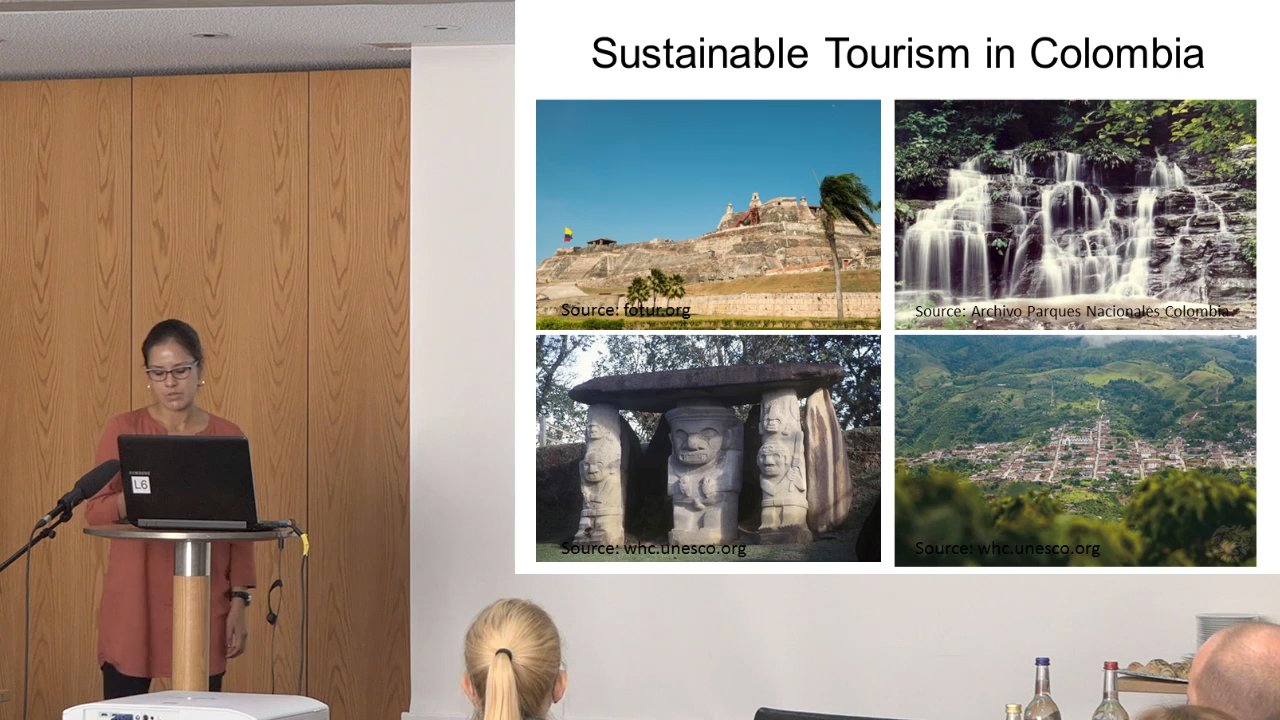 Sustainable Tourism in Colombia
Source: fotur.org
Source: Archivo Parques Nacionales Colombia
Source: whc.unesco.org
Source: whc.unesco.org
SAMSUNG
L6